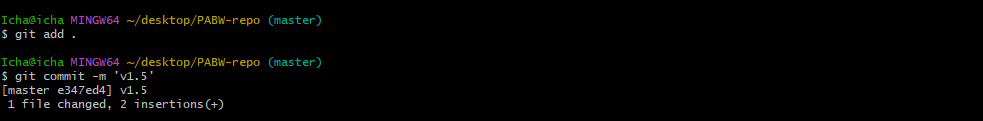 Icha@icha MINGW64 ~/desktop/PABW-repo (master)
$ git add .
Icha@icha MINGW64 ~/desktop/PABW-repo (master)
$ git commit -m 'v1.5'
[master e347ed4] v1.5
 1 file changed, 2 insertions(+)